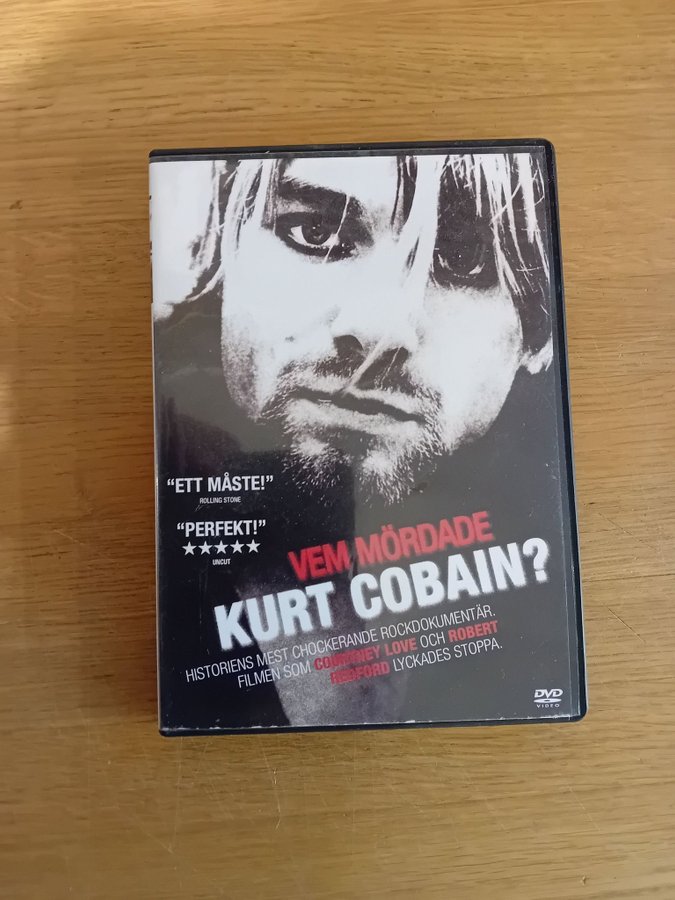 "ETT MÅSTE!"
ROLLING STONE
"PERFEKT!"
★★★★★
UNCUT
VEM MÖRDADE
KURT COBAIN?
HISTORIENS MEST CHOCKERANDE ROCKDOKUMENTÄR.
FILMEN SOM COURTNEY LOVE OCH ROBERT
REDFORD LYCKADES STOPPA.
DVD
VIDEO